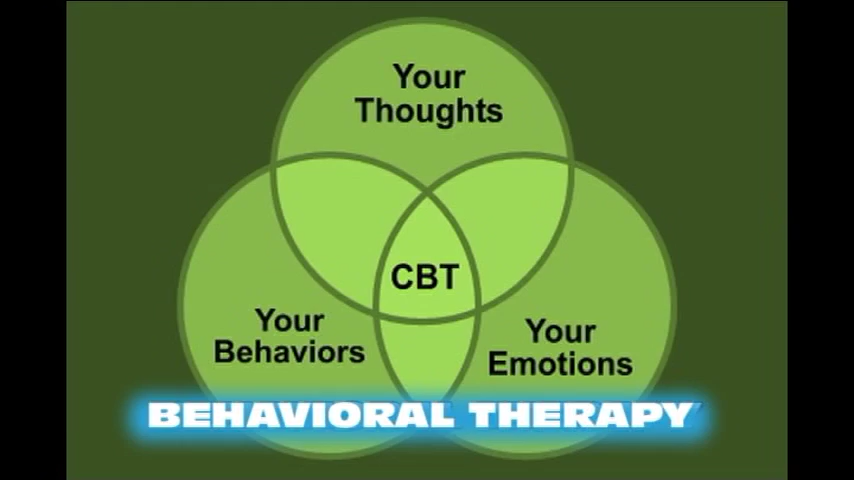 Your
Thoughts
CBT
Your
Behaviors
Your
Emotions
BEHAVIORAL THERAPY